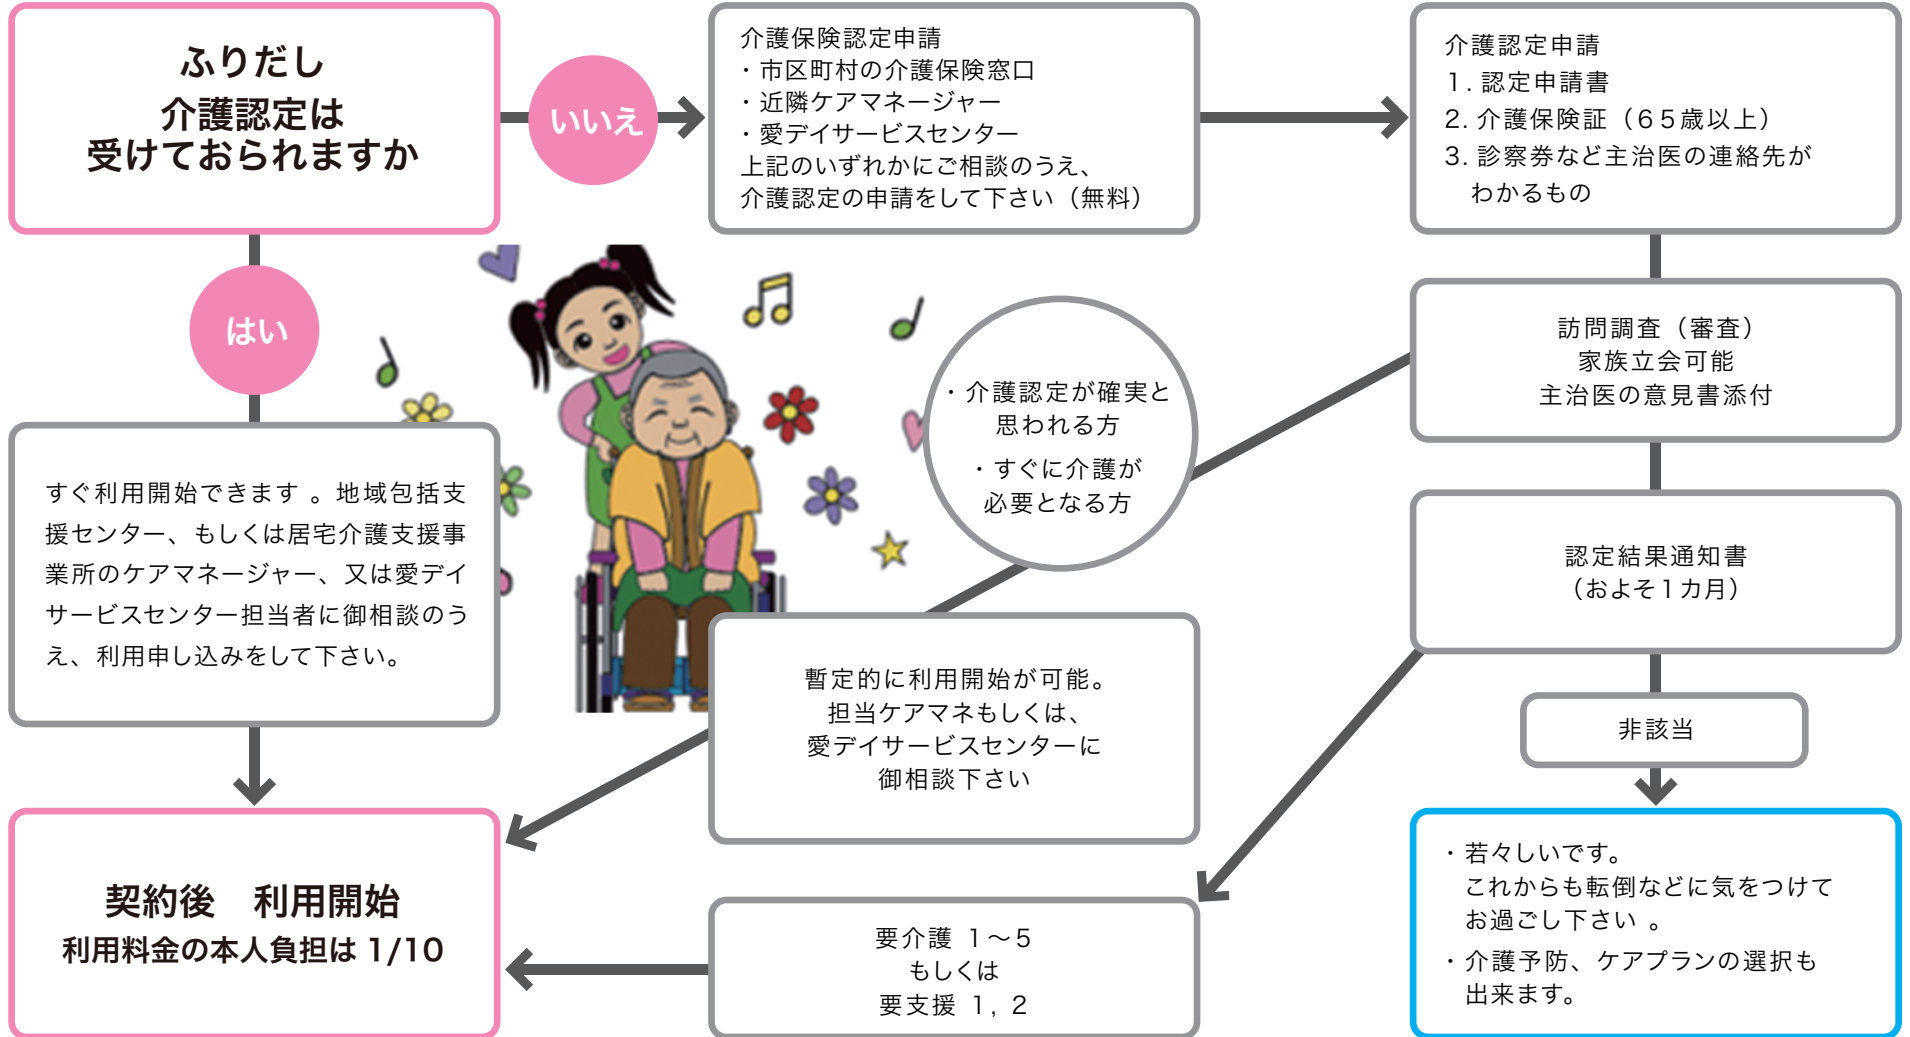 ふりだし
介護認定は
受けておられますか
いいえ
介護保険認定申請
・市区町村の介護保険窓口
・近隣ケアマネージャー
・愛デイサービスセンター
上記のいずれかにご相談のうえ、
介護認定の申請をして下さい（無料）
介護認定申請
1. 認定申請書
2. 介護保険証（65歳以上）
3. 診察券など主治医の連絡先が
わかるもの
はい
訪問調査（審査）
家族立会可能
主治医の意見書添付
・介護認定が確実と
思われる方
・すぐに介護が
必要となる方
すぐ利用開始できます 。地域包括支
援センター、もしくは居宅介護支援事
業所のケアマネージャー、又は愛デイ
サービスセンター担当者に御相談のう
え、利用申し込みをして下さい。
認定結果通知書
（およそ1カ月）
暫定的に利用開始が可能。
担当ケアマネもしくは、
愛デイサービスセンターに
御相談下さい
非該当
契約後　利用開始
利用料金の本人負担は 1/10
要介護 1〜5
もしくは
要支援 1, 2
・若々しいです。
これからも転倒などに気をつけて
お過ごし下さい 。
・介護予防、ケアプランの選択も
出来ます。